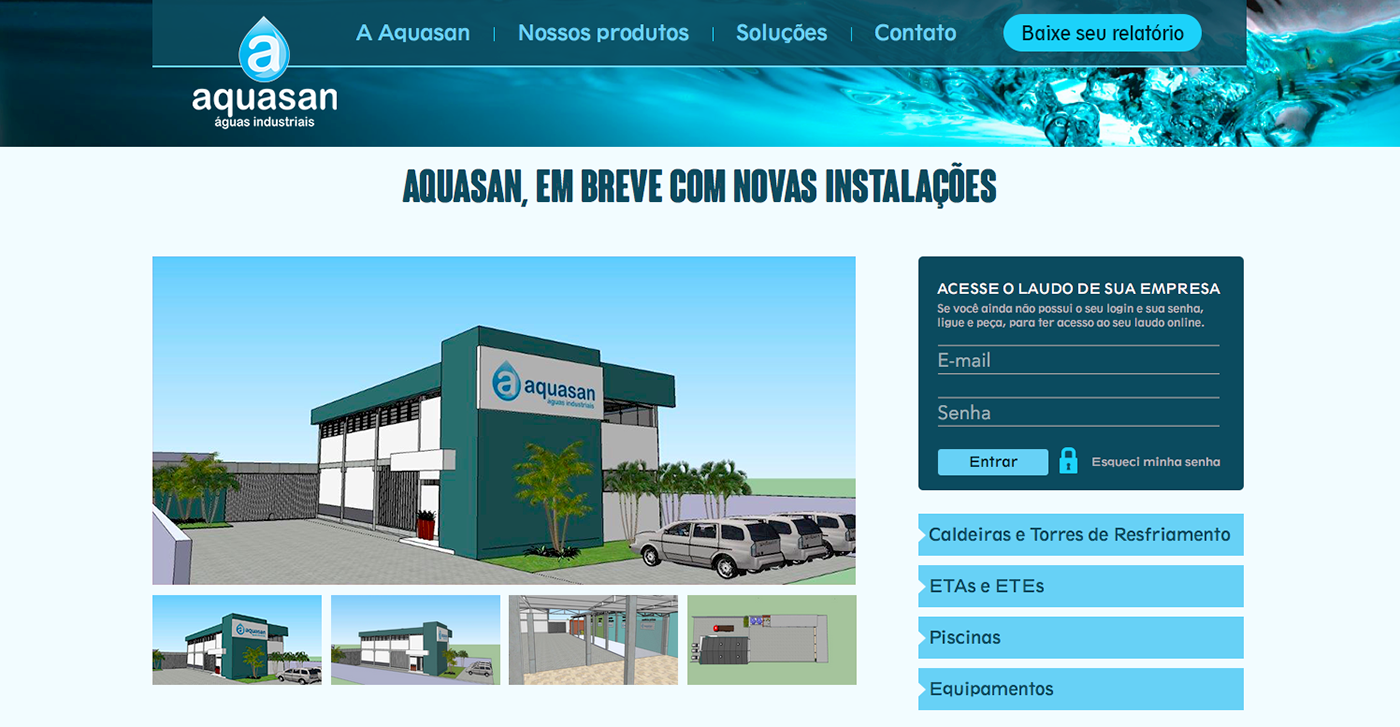 A Aquasan
Nossos produtos
Soluções
Contato
Baixe seu relatório
a
aquasan
águas industriais
AQUASAN, EM BREVE COM NOVAS INSTALAÇÕES
a aquasan
águas industriais
ACESSE O LAUDO DE SUA EMPRESA
Se você ainda não possui o seu login e sua senha,
ligue e peça, para ter acesso ao seu laudo online.
E-mail
Senha
Entrar
Esqueci minha senha
Caldeiras e Torres de Resfriamento
ETAs e ETEs
Piscinas
Equipamentos
aquasan